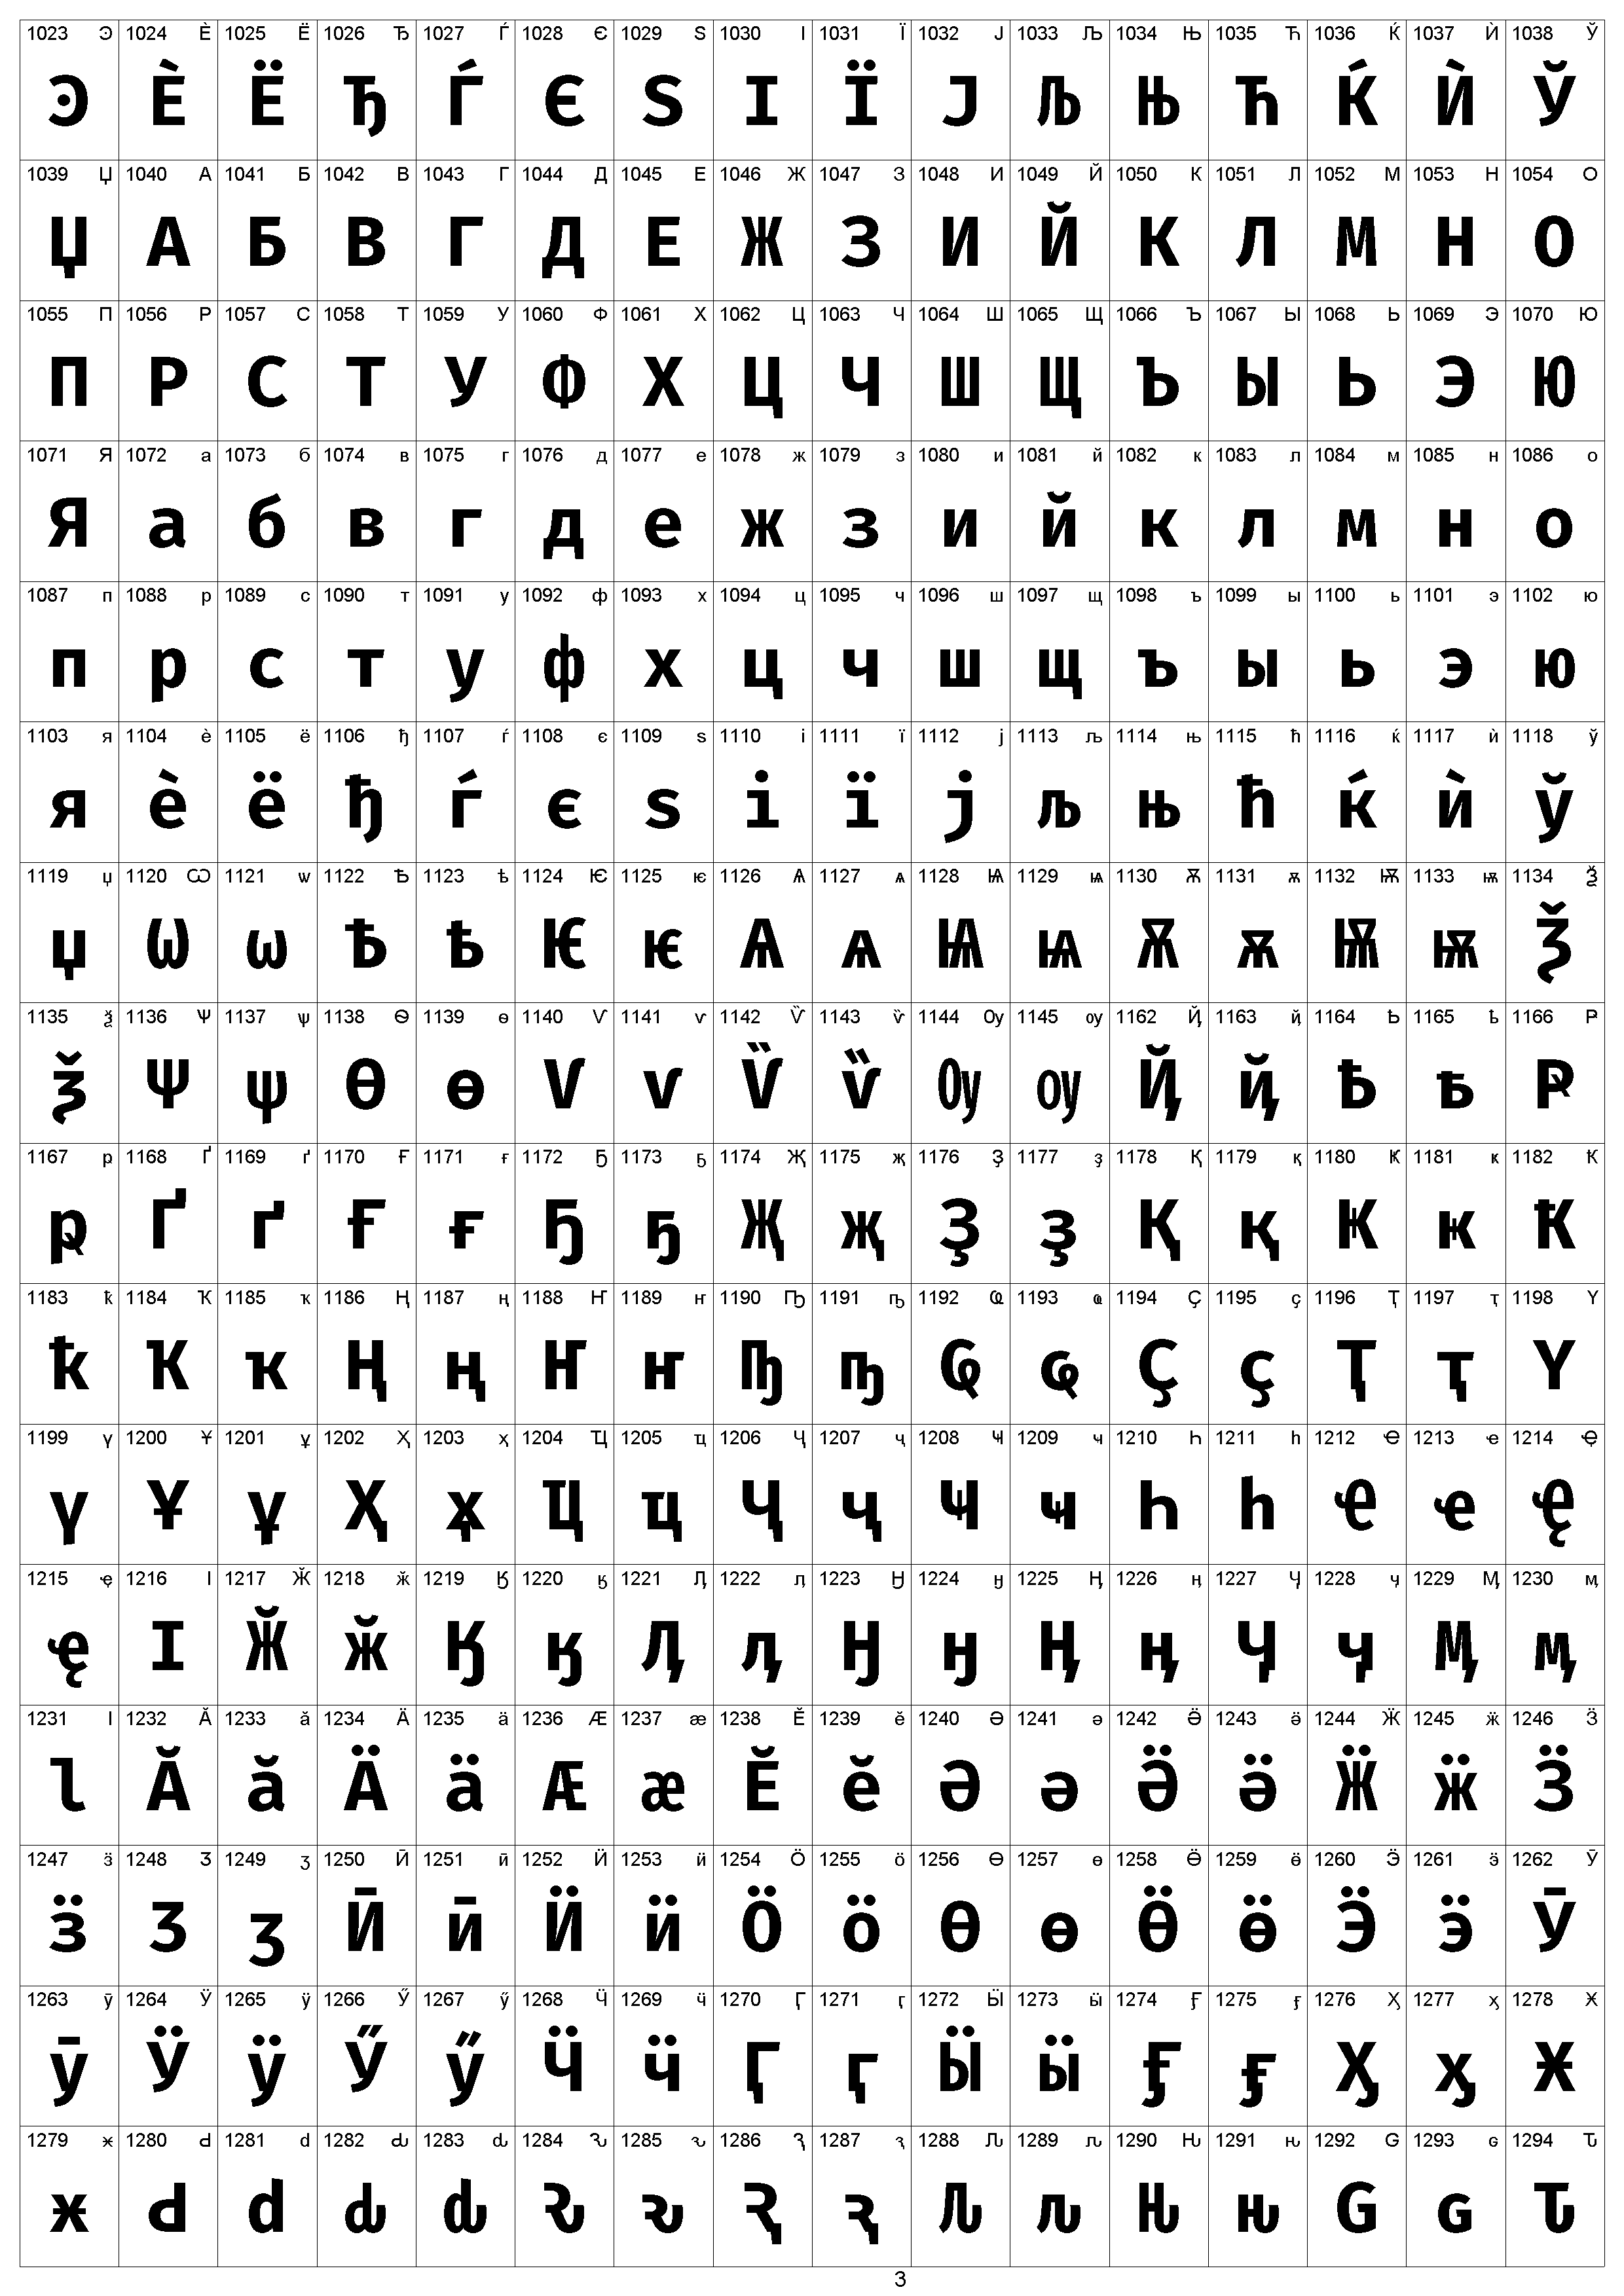 1023 Ͽ 1024 Ѐ 1025 Ё 1026 Ђ 1027 Ѓ 1028 Є 1029 Ѕ 1030 І 1031 Ї 1032 Ј 1033 Љ 1034 Њ 1035 Ћ 1036 Ќ 1037 Ѝ 1038 Ў
Ͽ Ѐ Ё Ђ Ѓ Є Ѕ І Ї Ј Љ Њ Ћ Ќ Ѝ Ў
1039 Џ 1040 А 1041 Б 1042 В 1043 Г 1044 Д 1045 Е 1046 Ж 1047 З 1048 И 1049 Й 1050 К 1051 Л 1052 М 1053 Н 1054 О
Џ А Б В Г Д Е Ж З И Й К Л М Н О
1055 П 1056 Р 1057 С 1058 Т 1059 У 1060 Ф 1061 Х 1062 Ц 1063 Ч 1064 Ш 1065 Щ 1066 Ъ 1067 Ы 1068 Ь 1069 Э 1070 Ю
П Р С Т У Ф Х Ц Ч Ш Щ Ъ Ы Ь Э Ю
1071 Я 1072 а 1073 б 1074 в 1075 г 1076 д 1077 е 1078 ж 1079 з 1080 и 1081 й 1082 к 1083 л 1084 м 1085 н 1086 о
Я а б в г д е ж з и й к л м н о
1087 п 1088 р 1089 с 1090 т 1091 у 1092 ф 1093 х 1094 ц 1095 ч 1096 ш 1097 щ 1098 ъ 1099 ы 1100 ь 1101 э 1102 ю
п р с т у ф х ц ч ш щ ъ ы ь э ю
1103 я 1104 ѐ 1105 ё 1106 ђ 1107 ѓ 1108 є 1109 ѕ 1110 і 1111 ї 1112 ј 1113 љ 1114 њ 1115 ћ 1116 ќ 1117 ѝ 1118 ў
я ѐ ё ђ ѓ є ѕ і ї ј љ њ ћ ќ ѝ ў
1119 џ 1120 Ѡ 1121 ѡ 1122 Ѣ 1123 ѣ 1124 Ѥ 1125 ѥ 1126 Ѧ 1127 ѧ 1128 Ѩ 1129 ѩ 1130 Ѫ 1131 ѫ 1132 Ѭ 1133 ѭ 1134 Ѯ
џ Ѡ ѡ Ѣ ѣ Ѥ ѥ Ѧ ѧ Ѩ ѩ Ѫ ѫ Ѭ ѭ Ѯ
1135 ѯ 1136 Ѱ 1137 ѱ 1138 Ѳ 1139 ѳ 1140 Ѵ 1141 ѵ 1142 Ѷ 1143 ѷ 1144 Ѹ 1145 ѹ 1162 Ҋ 1163 ҋ 1164 Ҍ 1165 ҍ 1166 Ҏ
ѯ Ѱ ѱ Ѳ ѳ Ѵ ѵ Ѷ ѷ Ѹ ѹ Ҋ ҋ Ҍ ҍ Ҏ
1167 ҏ 1168 Ґ 1169 ґ 1170 Ғ 1171 ғ 1172 Ҕ 1173 ҕ 1174 Җ 1175 җ 1176 Ҙ 1177 ҙ 1178 Қ 1179 қ 1180 Ҝ 1181 ҝ 1182 Ҟ
ҏ Ґ ґ Ғ ғ Ҕ ҕ Җ җ Ҙ ҙ Қ қ Ҝ ҝ Ҟ
1183 ҟ 1184 Ҡ 1185 ҡ 1186 Ң 1187 ң 1188 Ҥ 1189 ҥ 1190 Ҧ 1191 ҧ 1192 Ҩ 1193 ҩ 1194 Ҫ 1195 ҫ 1196 Ҭ 1197 ҭ 1198 Ү
ҟ Ҡ ҡ Ң ң Ҥ ҥ Ҧ ҧ Ҩ ҩ Ҫ ҫ Ҭ ҭ Ү
1199 ү 1200 Ұ 1201 ұ 1202 Ҳ 1203 ҳ 1204 Ҵ 1205 ҵ 1206 Ҷ 1207 ҷ 1208 Ҹ 1209 ҹ 1210 Һ 1211 һ 1212 Ҽ 1213 ҽ 1214 Ҿ
ү Ұ ұ Ҳ ҳ Ҵ ҵ Ҷ ҷ Ҹ ҹ Һ һ Ҽ ҽ Ҿ
1215 ҿ 1216 Ӏ 1217 Ӂ 1218 ӂ 1219 Ӄ 1220 ӄ 1221 Ӆ 1222 ӆ 1223 Ӈ 1224 ӈ 1225 Ӊ 1226 ӊ 1227 Ӌ 1228 ӌ 1229 Ӎ 1230 ӎ
ҿ Ӏ Ӂ ӂ Ӄ ӄ Ӆ ӆ Ӈ ӈ Ӊ ӊ Ӌ ӌ Ӎ ӎ
1231 ӏ 1232 Ӑ 1233 ӑ 1234 Ӓ 1235 ӓ 1236 Ӕ 1237 ӕ 1238 Ӗ 1239 ӗ 1240 Ә 1241 ә 1242 Ӛ 1243 ӛ 1244 Ӝ 1245 ӝ 1246 Ӟ
ӏ Ӑ ӑ Ӓ ӓ Ӕ ӕ Ӗ ӗ Ә ә Ӛ ӛ Ӝ ӝ Ӟ
1247 ӟ 1248 Ӡ 1249 ӡ 1250 Ӣ 1251 ӣ 1252 Ӥ 1253 ӥ 1254 Ӧ 1255 ӧ 1256 Ө 1257 ө 1258 Ӫ 1259 ӫ 1260 Ӭ 1261 ӭ 1262 Ӯ
ӟ Ӡ ӡ Ӣ ӣ Ӥ ӥ Ӧ ӧ Ө ө Ӫ ӫ Ӭ ӭ Ӯ
1263 ӯ 1264 Ӱ 1265 ӱ 1266 Ӳ 1267 ӳ 1268 Ӵ 1269 ӵ 1270 Ӷ 1271 ӷ 1272 Ӹ 1273 ӹ 1274 Ӻ 1275 ӻ 1276 Ӽ 1277 ӽ 1278 Ӿ
ӯ Ӱ ӱ Ӳ ӳ Ӵ ӵ Ӷ ӷ Ӹ ӹ Ӻ ӻ Ӽ ӽ Ӿ
1279 ӿ 1280 Ԁ 1281 ԁ 1282 Ԃ 1283 ԃ 1284 Ԅ 1285 ԅ 1286 Ԇ 1287 ԇ 1288 Ԉ 1289 ԉ 1290 Ԋ 1291 ԋ 1292 Ԍ 1293 ԍ 1294 Ԏ
ӿ Ԁ ԁ Ԃ ԃ Ԅ ԅ Ԇ ԇ Ԉ ԉ Ԋ ԋ Ԍ ԍ Ԏ
3